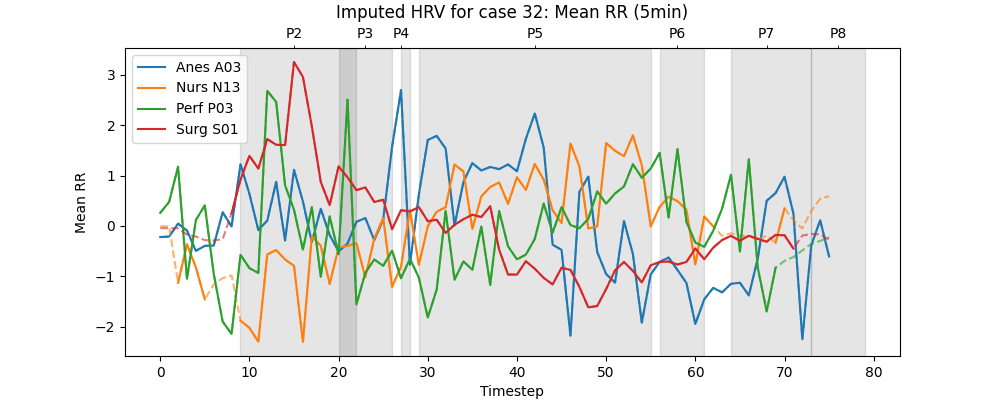 Imputed HRV for case 32: Mean RR (5min)
P2 P3 P4 P5 P6 P7 P8
Anes A03
Nurs N13
Perf P03
Surg S01
3
2
1
0
−1
−2
Mean RR
0 10 20 30 40 50 60 70 80
Timestep